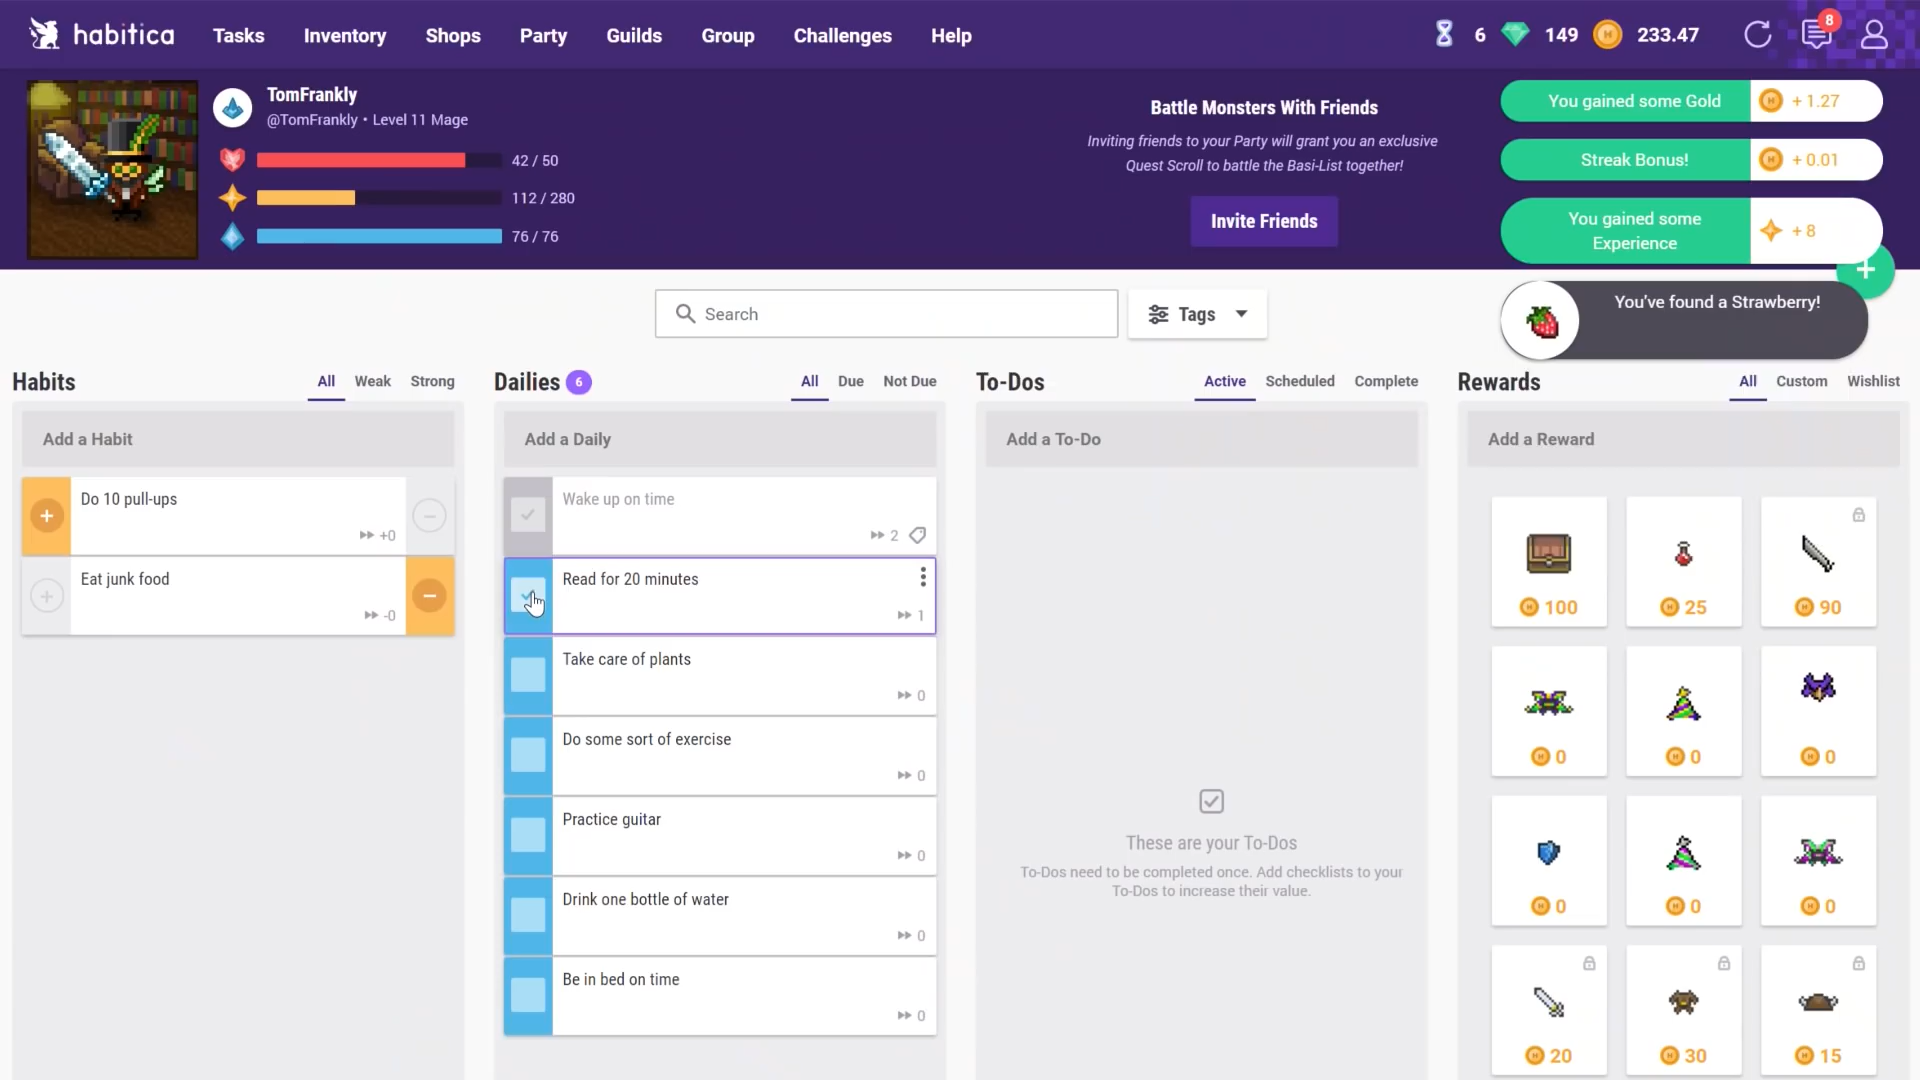 habitica
Tasks
Inventory
Shops
Party
Guilds
Group
Challenges
Help
6
149
233.47
8
TomFrankly
@TomFrankly • Level 11 Mage
42 / 50
112 / 280
76 / 76
Battle Monsters With Friends
Inviting friends to your Party will grant you an exclusive
Quest Scroll to battle the Basi-List together!
Invite Friends
You gained some Gold
+ 1.27
Streak Bonus!
+ 0.01
You gained some
Experience
+ 8
You've found a Strawberry!
Search
Tags
Habits
All
Weak
Strong
Add a Habit
Do 10 pull-ups
+0
Eat junk food
-0
Dailies
6
All
Due
Not Due
Add a Daily
Wake up on time
2
Read for 20 minutes
1
Take care of plants
0
Do some sort of exercise
0
Practice guitar
0
Drink one bottle of water
0
Be in bed on time
0
To-Dos
Active
Scheduled
Complete
Add a To-Do
These are your To-Dos
To-Dos need to be completed once. Add checklists to your
To-Dos to increase their value.
Rewards
All
Custom
Wishlist
Add a Reward
100
25
90
0
0
0
0
0
0
20
30
15